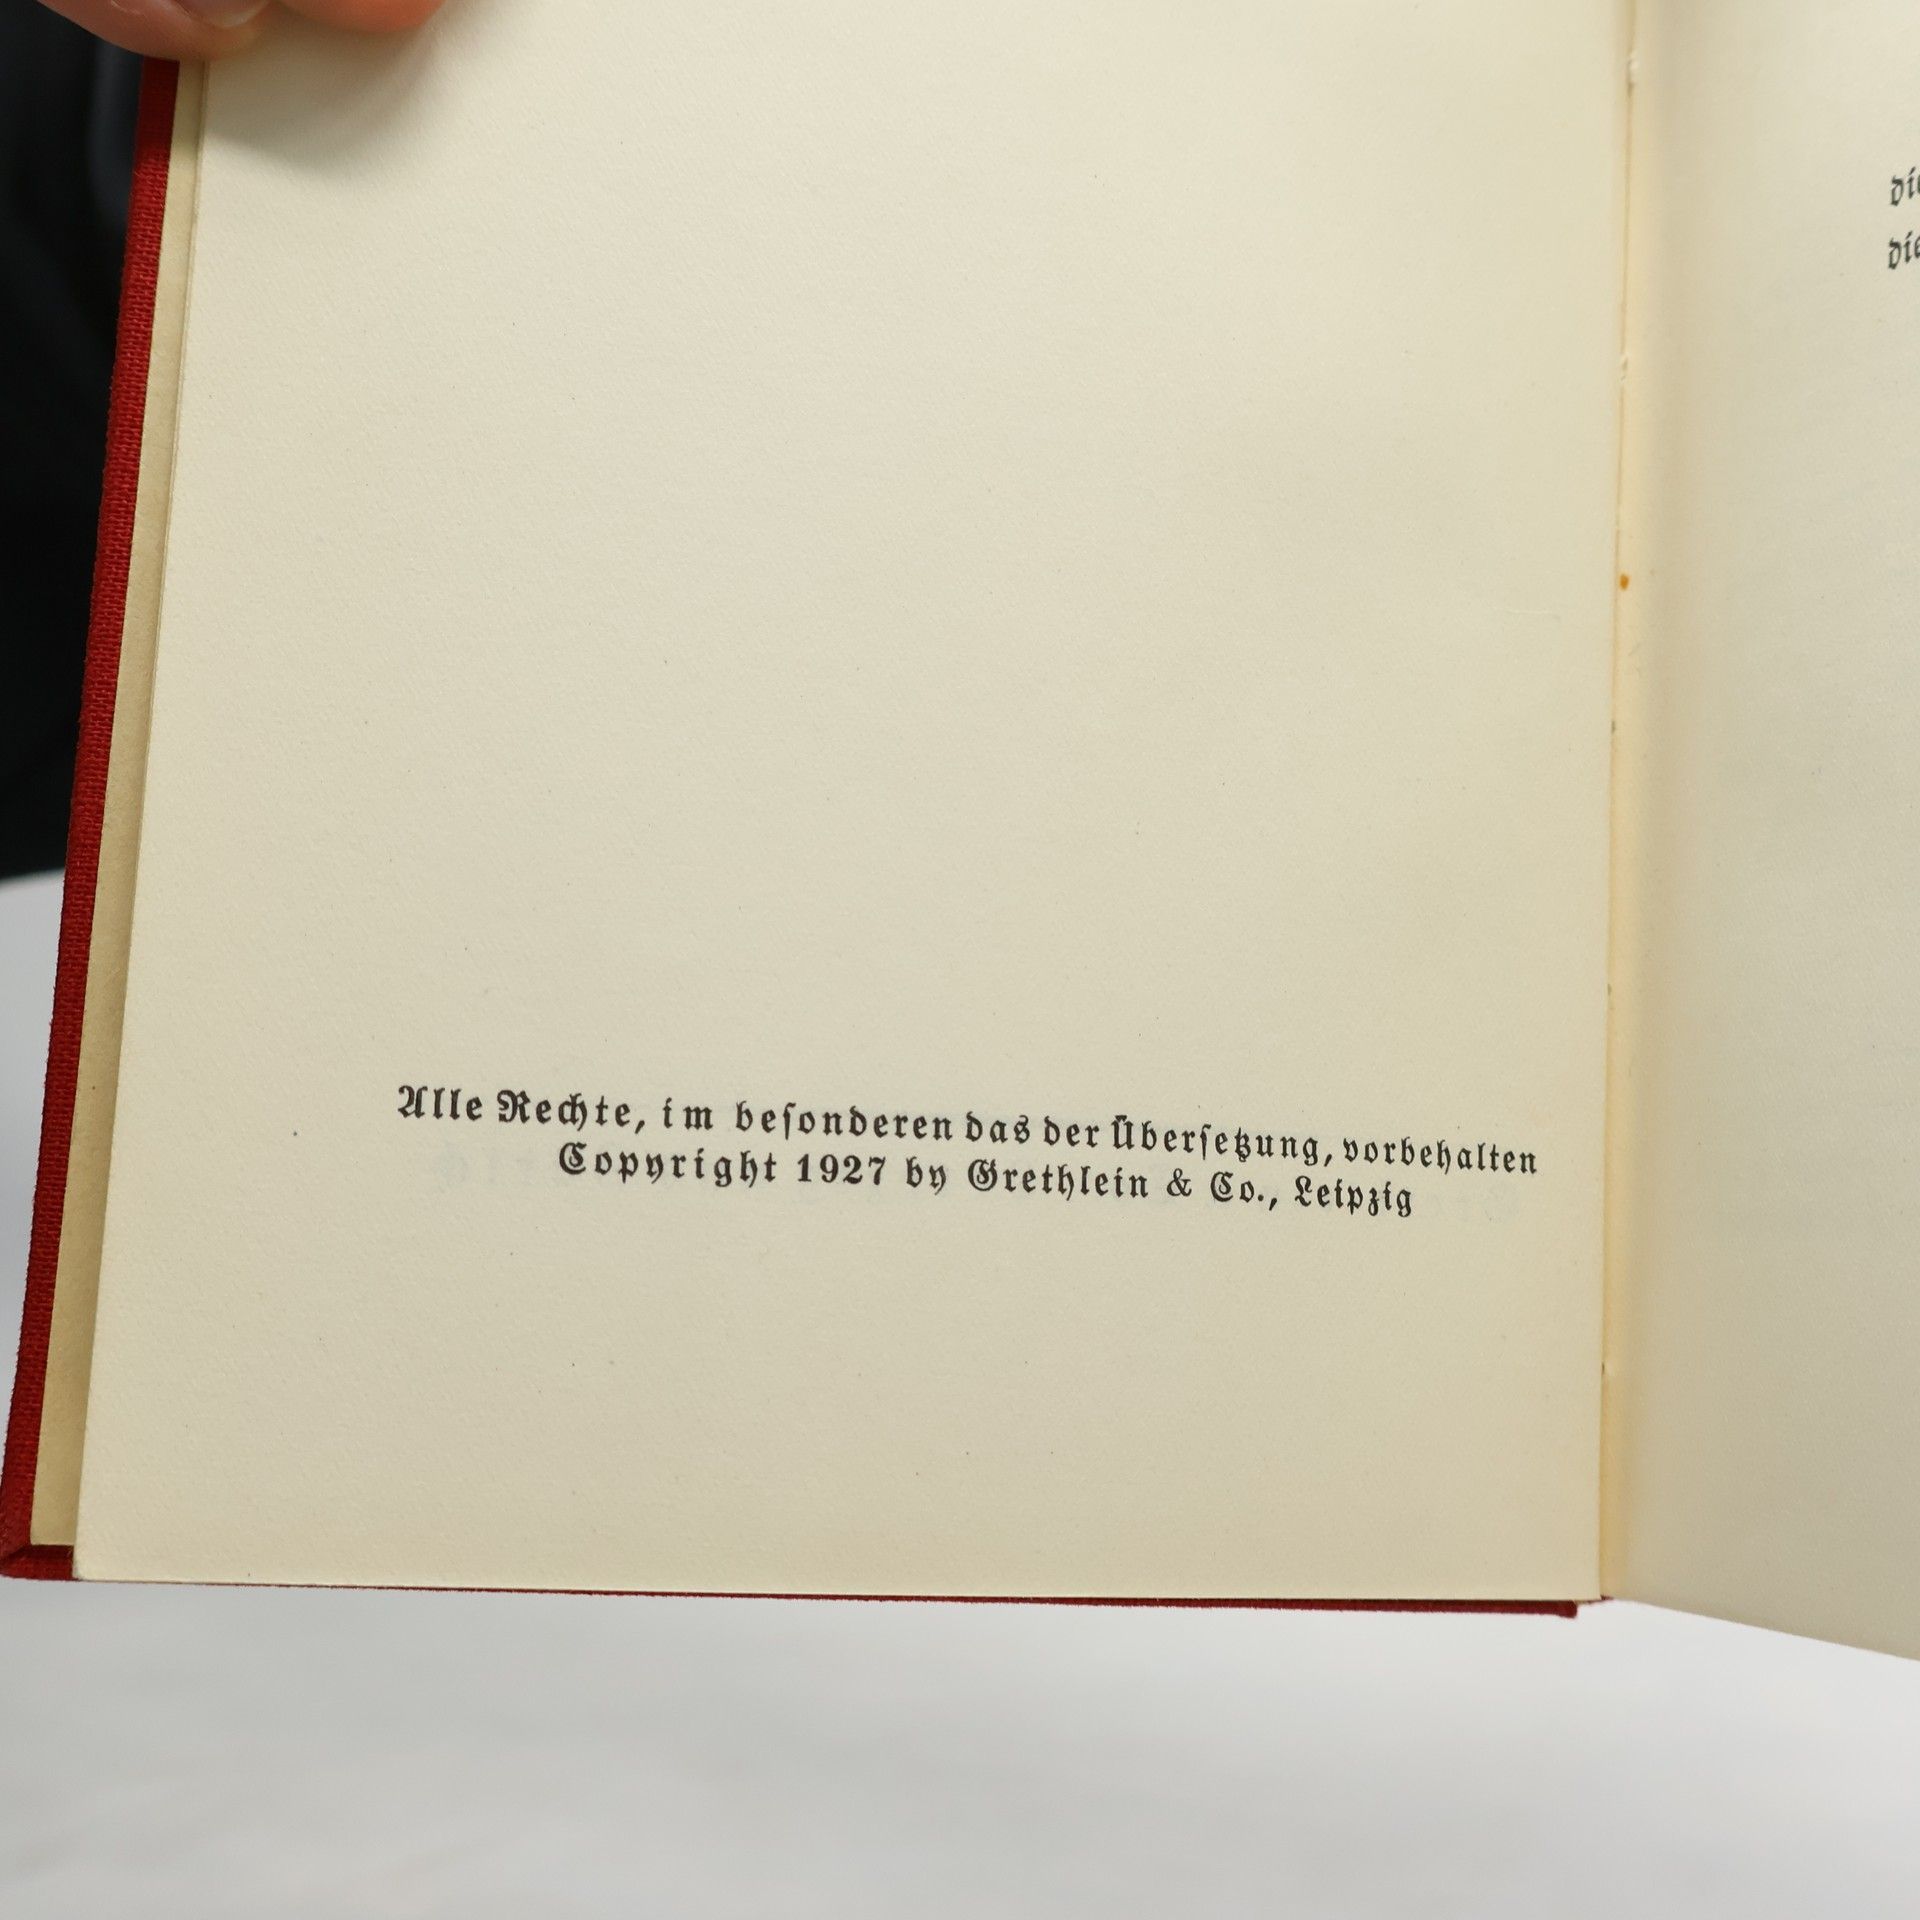 Alle Rechte, im beſonderen das der Überſetzung, vorbehalten
Copyright 1927 by Grethlein & Co., Leipzig